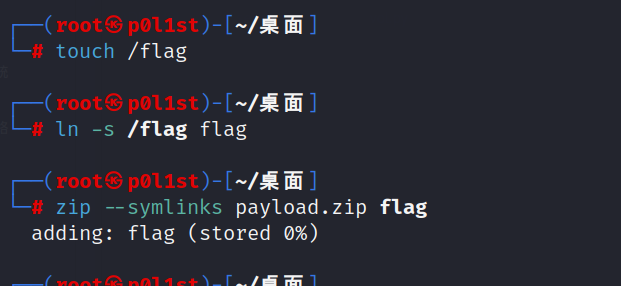 ┌──(root㉿p0l1st)-[~/桌面]
└─# touch /flag
┌──(root㉿p0l1st)-[~/桌面]
└─# ln -s /flag flag
┌──(root㉿p0l1st)-[~/桌面]
└─# zip --symlinks payload.zip flag
adding: flag (stored 0%)
┌──(root㉿p0l1st)-[~/桌面]